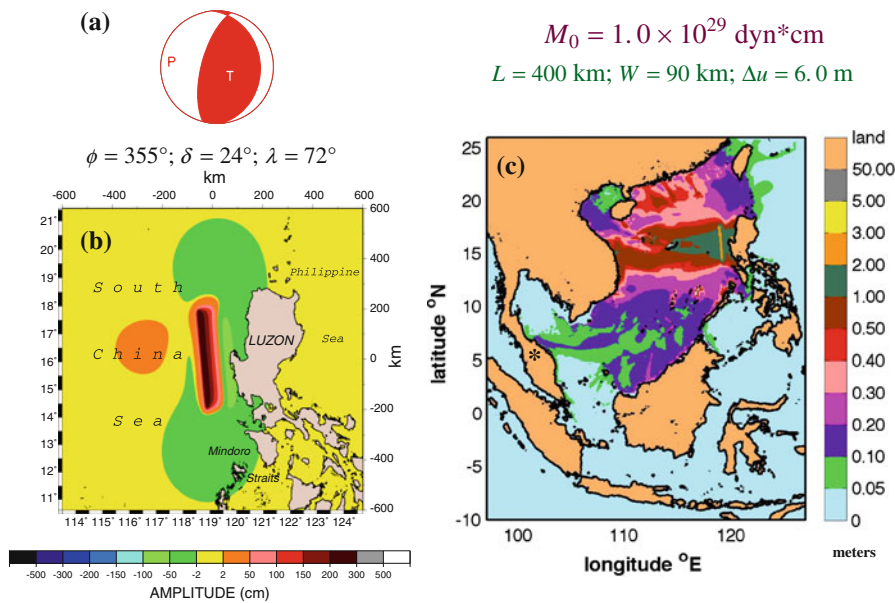 (a)
P
T
ϕ = 355°; δ = 24°; λ = 72°
M₀ = 1.0 × 10²⁹ dyn*cm
L = 400 km; W = 90 km; Δu = 6.0 m
km
-600 -400 -200 0 200 400 600
(b)
21°
20°
19°
18°
17°
16°
15°
14°
13°
12°
11°
600
400
200
0
-200
-400
-600
km
South
China
Sea
Philippine
Sea
LUZON
Mindoro
Straits
114° 115° 116° 117° 118° 119° 120° 121° 122° 123° 124°
-500 -300 -200 -150 -100 -50 -2 2 50 100 150 200 300 500
AMPLITUDE (cm)
(c)
25
20
15
10
5
0
-5
-10
latitude °N
*
100 110 120
longitude °E
land
50.00
5.00
3.00
2.00
1.00
0.50
0.40
0.30
0.20
0.10
0.05
0
meters